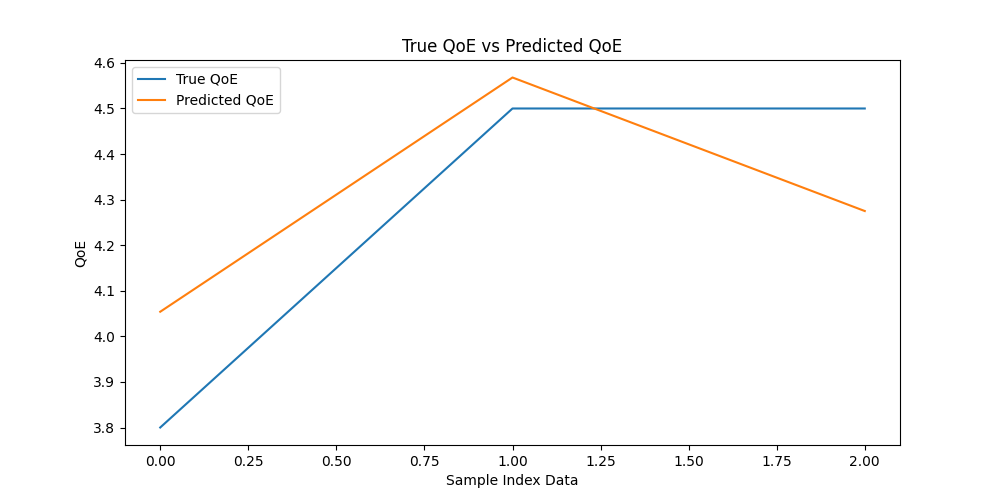 True QoE vs Predicted QoE
True QoE
Predicted QoE
4.6
4.5
4.4
4.3
4.2
4.1
4.0
3.9
3.8
QoE
0.00 0.25 0.50 0.75 1.00 1.25 1.50 1.75 2.00
Sample Index Data